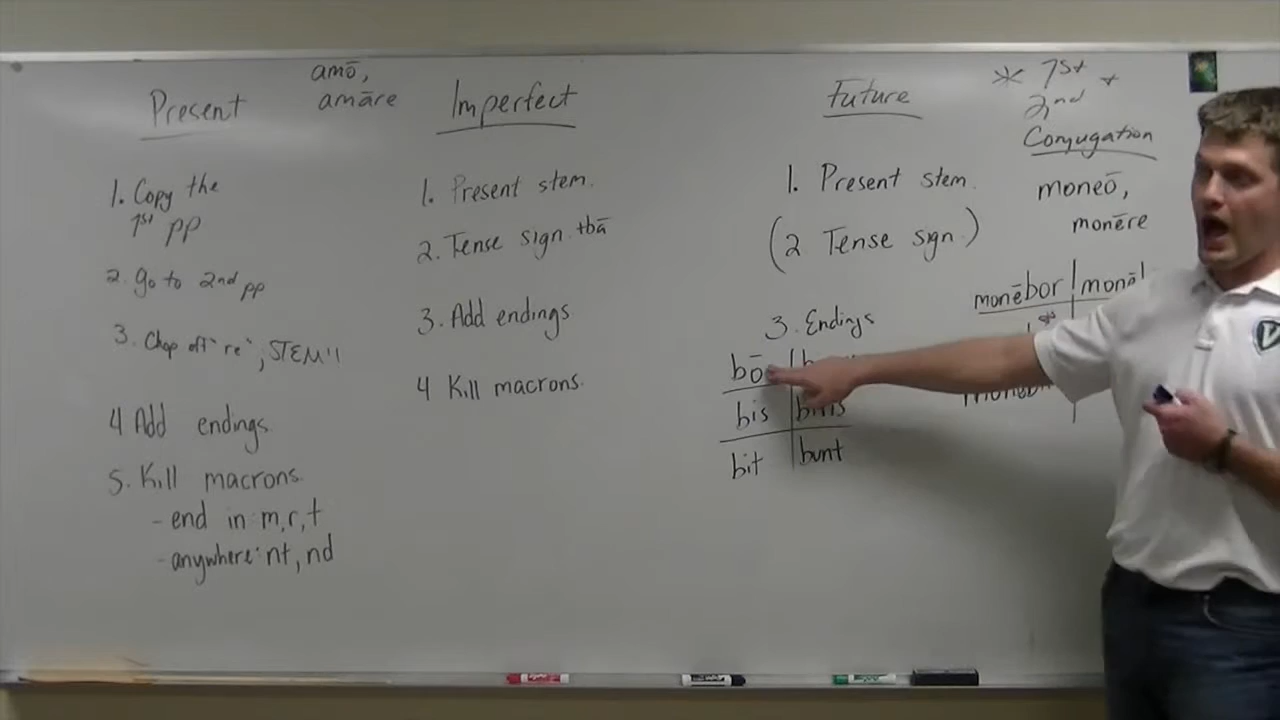 Present
amō,
amāre
1. Copy the
1st pp
2. Go to 2nd pp
3. Chop off "re", STEM!!
4 Add endings
5. Kill macrons.
- end in: m, r, t
- anywhere: nt, nd
Imperfect
1. Present stem.
2. Tense sign. +bā
3. Add endings
4 Kill macrons.
Future
1. Present stem.
(2 Tense sign.)
3. Endings
bō
bis
bit bunt
* 1st +
2nd
Conjugation
moneō,
monēre
monēbor
V